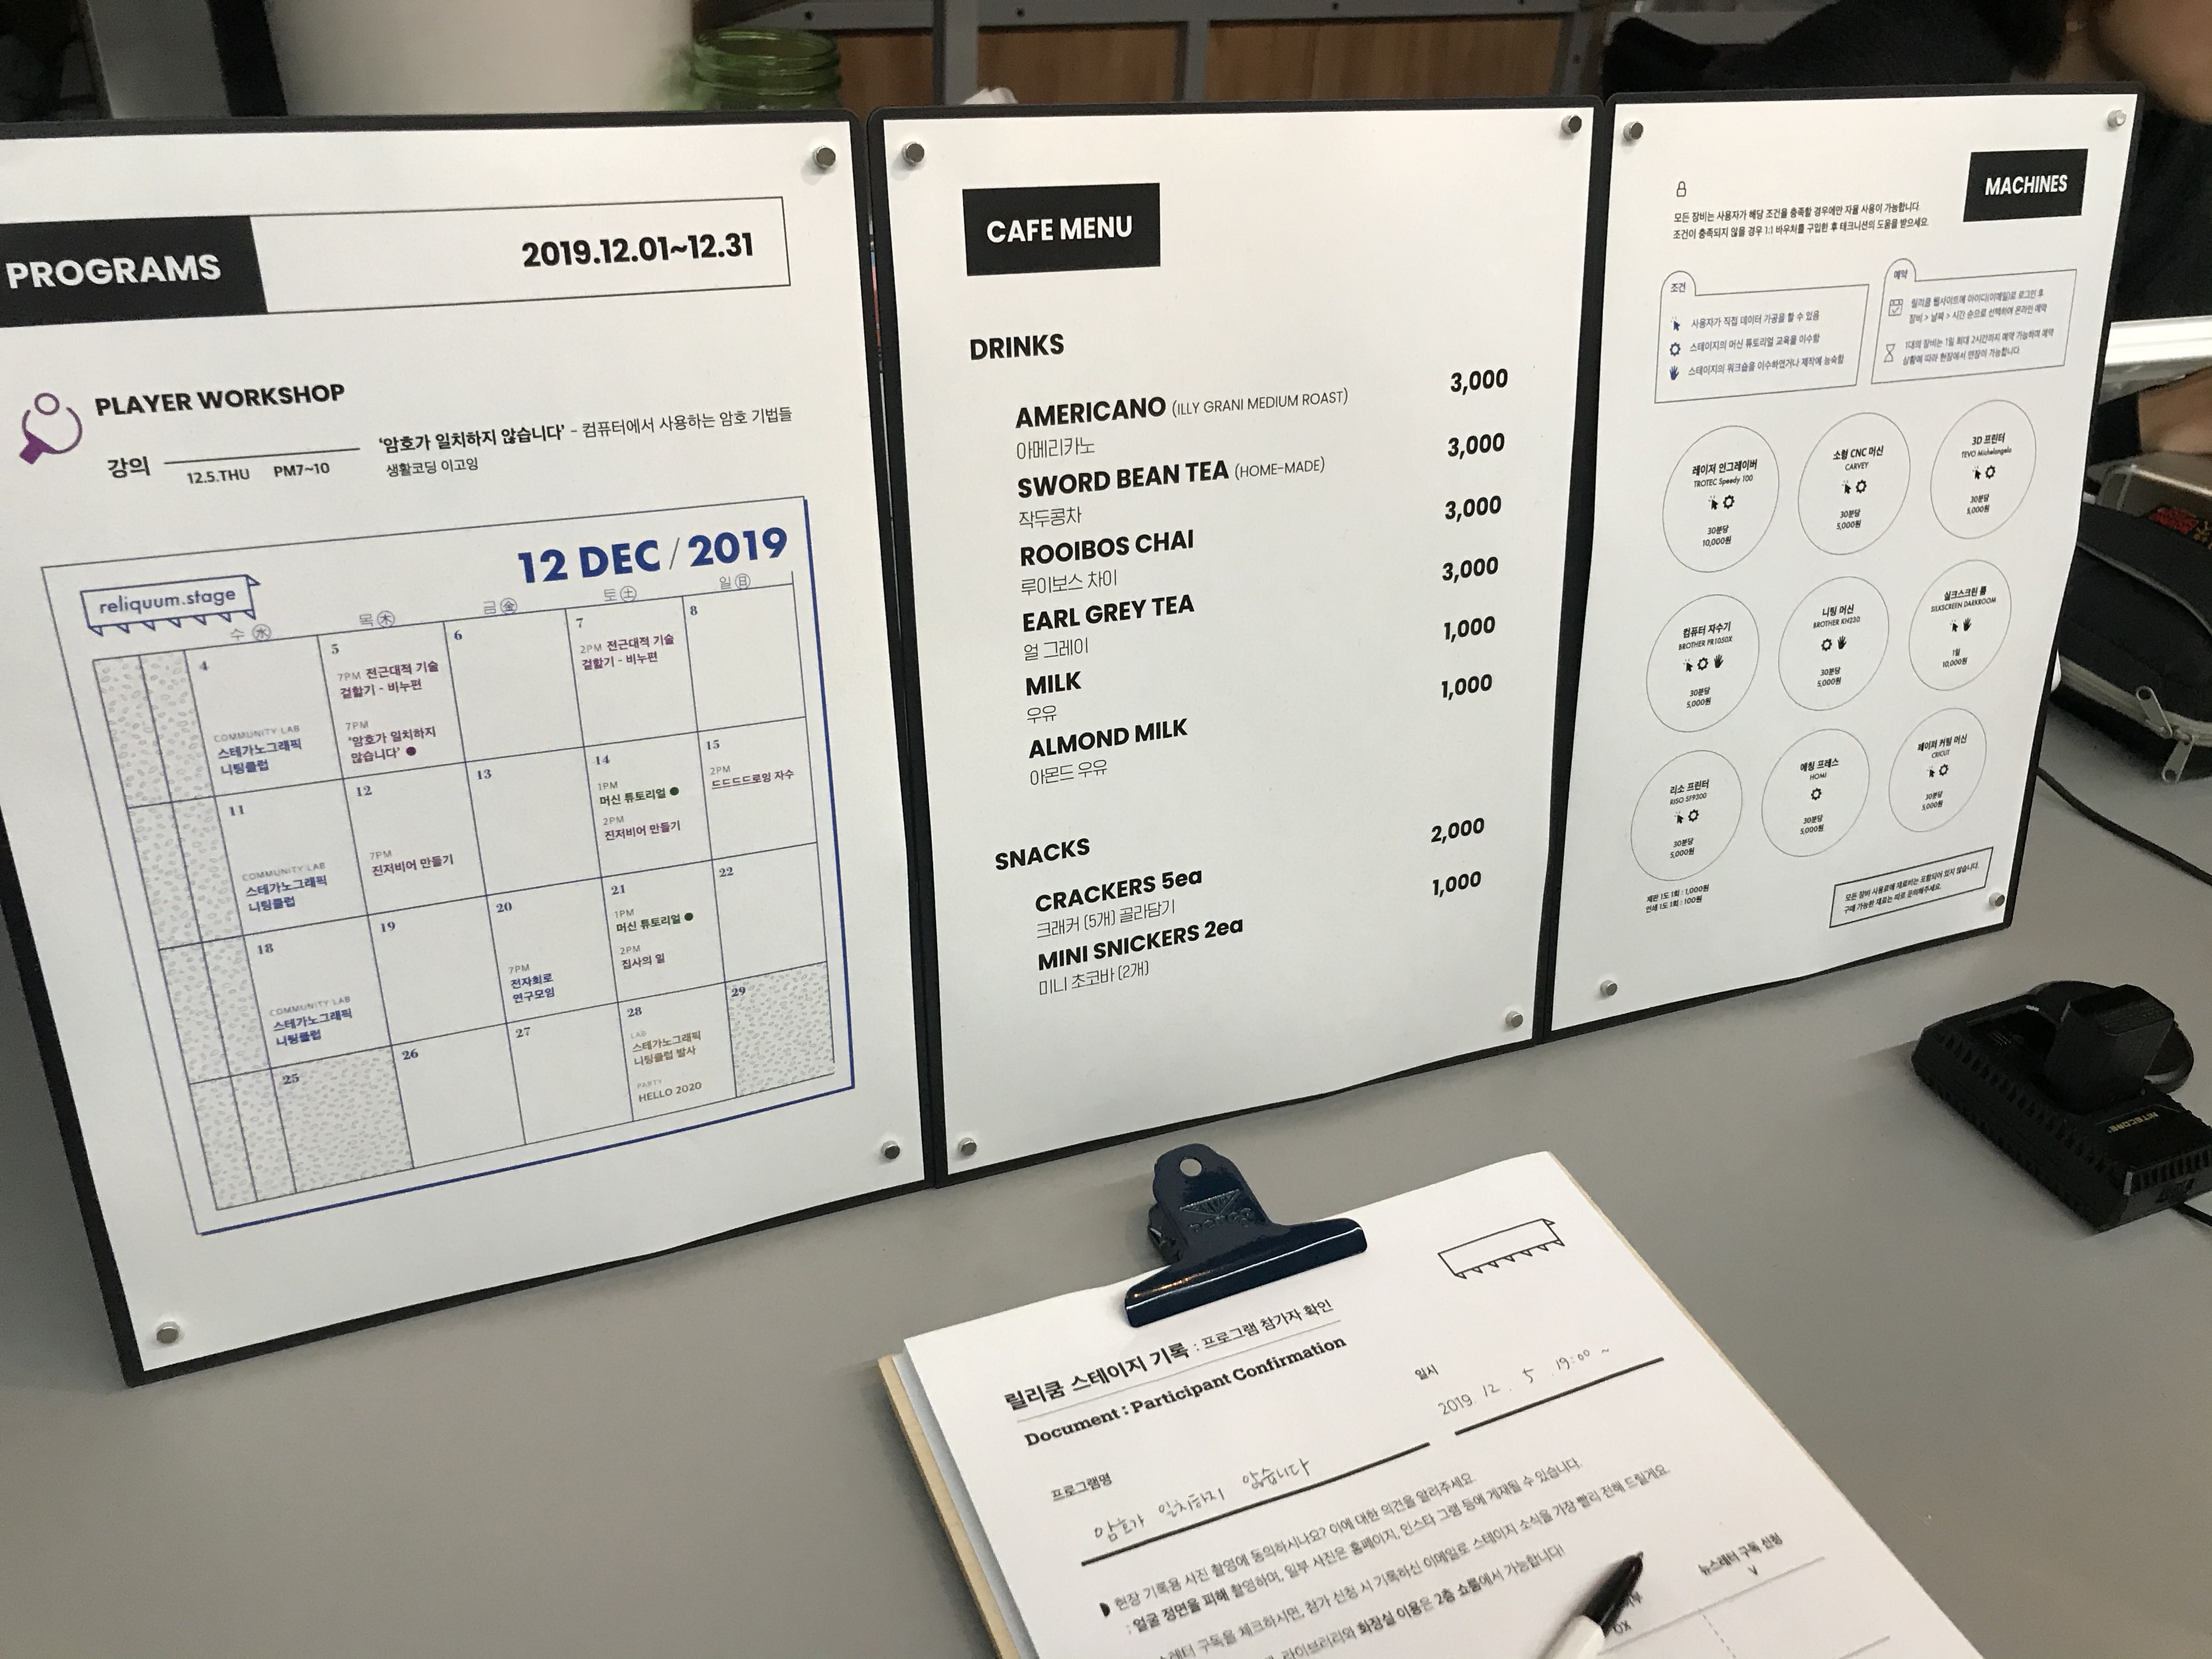 PROGRAMS
2019.12.01~12.31
PLAYER WORKSHOP
강의
12.5.THU PM7~10
'암호가 일치하지 않습니다' - 컴퓨터에서 사용하는 암호 기법들
생활코딩 이고잉
12 DEC / 2019
reliquum.stage
수 水
목 木
금 金
토 土
일 日
4
COMMUNITY LAB
스테가노그래픽
니팅클럽
5
7PM 전근대적 기술
겉핥기 - 비누편
7PM
'암호가 일치하지
않습니다'
6
7
2PM 전근대적 기술
겉핥기 - 비누편
8
11
COMMUNITY LAB
스테가노그래픽
니팅클럽
12
7PM
진저비어 만들기
13
14
1PM
머신 튜토리얼
2PM
진저비어 만들기
15
2PM
드드드드로잉 자수
18
COMMUNITY LAB
스테가노그래픽
니팅클럽
19
20
7PM
전자회로
연구모임
21
1PM
머신 튜토리얼
2PM
집사의 일
22
25
26
27
28
LAB
스테가노그래픽
니팅클럽 발사
PARTY
HELLO 2020
29
CAFE MENU
DRINKS
AMERICANO (ILLY GRANI MEDIUM ROAST) 3,000
아메리카노
SWORD BEAN TEA (HOME-MADE) 3,000
작두콩차
ROOIBOS CHAI 3,000
루이보스 차이
EARL GREY TEA 3,000
얼 그레이
MILK 1,000
우유
ALMOND MILK 1,000
아몬드 우유
SNACKS
CRACKERS 5ea 2,000
크래커 (5개) 골라담기
MINI SNICKERS 2ea 1,000
미니 초코바 (2개)
MACHINES
모든 장비는 사용자가 해당 조건을 충족할 경우에만 자율 사용이 가능합니다.
조건이 충족되지 않을 경우 1:1 바우처를 구입한 후 테크니션의 도움을 받으세요.
조건
사용자가 직접 데이터 가공을 할 수 있음
스테이지의 머신 튜토리얼 교육을 이수함
스테이지의 워크숍을 이수하였거나 제작에 능숙함
예약
릴리쿰 웹사이트에 아이디(이메일)로 로그인 후
장비 > 날짜 > 시간 순으로 선택하여 온라인 예약
1대의 장비는 1일 최대 2시간까지 예약 가능하며 예약
상황에 따라 현장에서 연장이 가능합니다
레이저 인그레이버
TROTEC Speedy 100
30분당
10,000원
소형 CNC 머신
CARVEY
30분당
5,000원
3D 프린터
TEVO Michelangelo
30분당
5,000원
컴퓨터 자수기
BROTHER PR1050X
30분당
5,000원
니팅 머신
BROTHER KH230
30분당
5,000원
실크스크린 룸
SILKSCREEN DARKROOM
1일
10,000원
리소 프린터
RISO SF9300
30분당
5,000원
에칭 프레스
HOMI
30분당
5,000원
페이퍼 커팅 머신
CRICUT
30분당
5,000원
제판 1도 1회 : 1,000원
인쇄 1도 1회 : 100원
모든 장비 사용료에 재료비는 포함되어 있지 않습니다.
구매 가능한 재료는 따로 문의해주세요.
NITECORE
PENCO
릴리쿰 스테이지 기록 : 프로그램 참가자 확인
Document : Participant Confirmation
일시
2019. 12. 5. 19:00 ~
프로그램명
암호가 일치하지 않습니다
현장 기록용 사진 촬영에 동의하시나요? 이에 대한 의견을 알려주세요.
: 얼굴 정면을 피해 촬영하며, 일부 사진은 홈페이지, 인스타 그램 등에 게재될 수 있습니다.
스레터 구독을 체크하시면, 참가 신청 시 기록하신 이메일로 스테이지 소식을 가장 빨리 전해 드릴게요.
라이브러리와 화장실 이용은 2층 쇼룸에서 가능합니다!
OX
뉴스레터 구독 신청
V